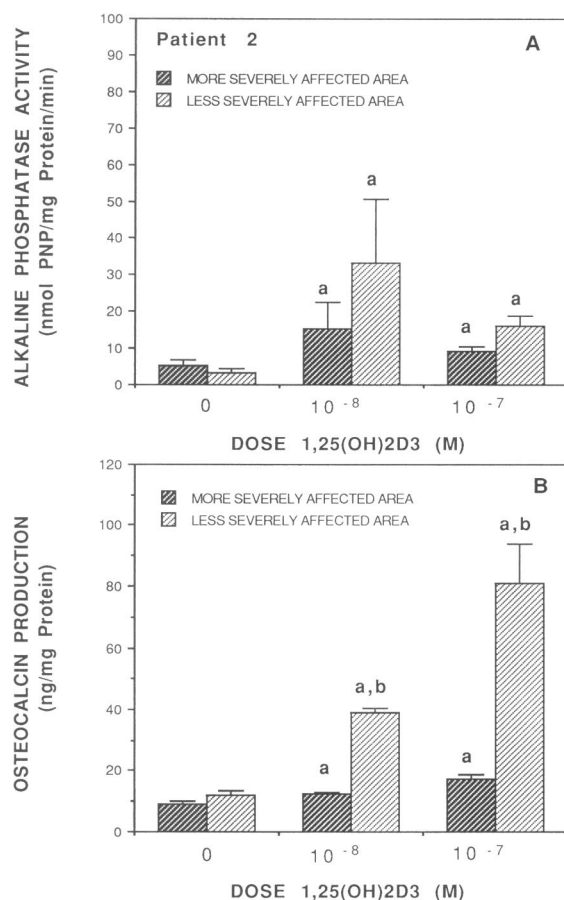 Patient 2
A
MORE SEVERELY AFFECTED AREA
LESS SEVERELY AFFECTED AREA
ALKALINE PHOSPHATASE ACTIVITY
(nmol PNP/mg Protein/min)
100
90
80
70
60
50
40
30
20
10
0
a
a
a
a
0
10 -8
10 -7
DOSE 1,25(OH)2D3 (M)
B
MORE SEVERELY AFFECTED AREA
LESS SEVERELY AFFECTED AREA
OSTEOCALCIN PRODUCTION
(ng/mg Protein)
120
100
80
60
40
20
0
a
a,b
a
a,b
0
10 -8
10 -7
DOSE 1,25(OH)2D3 (M)